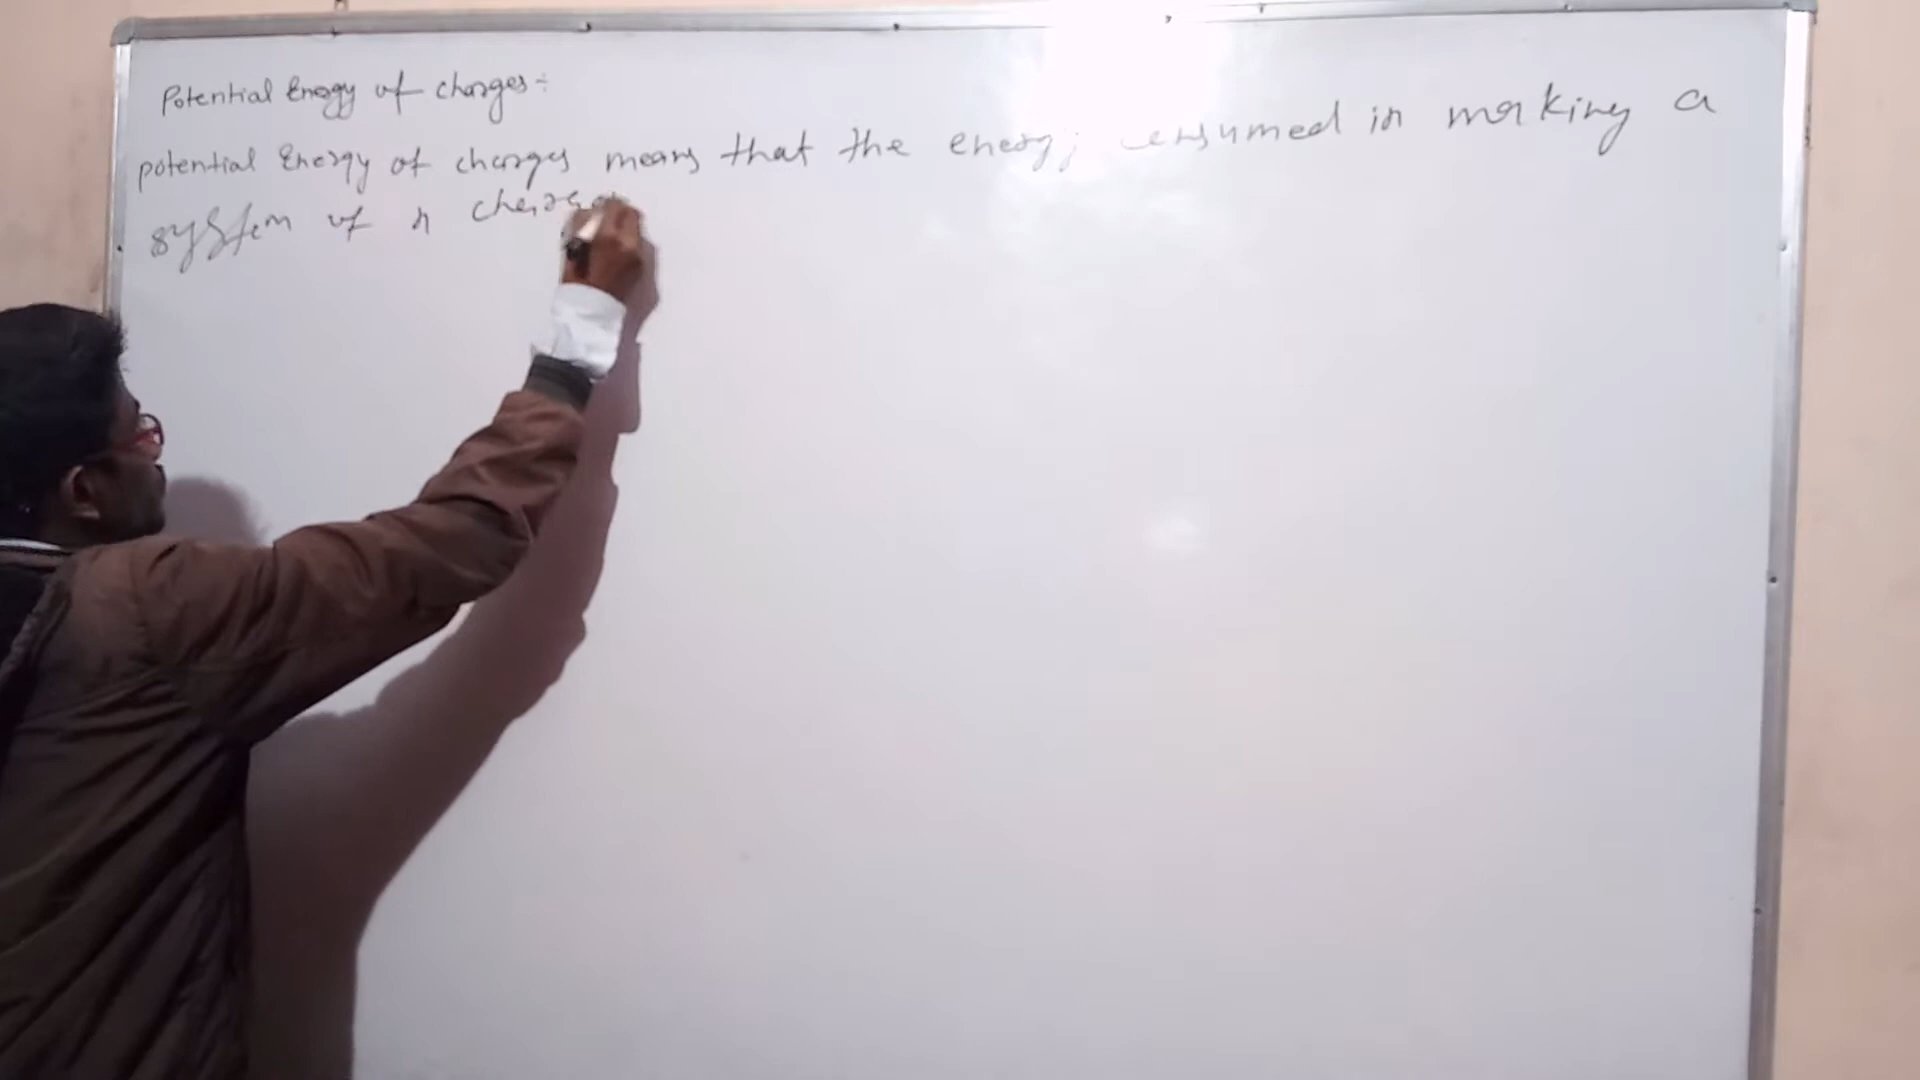 Potential Energy of charges÷
potential Energy of charges means that the energy consumed in making a
system of n charges